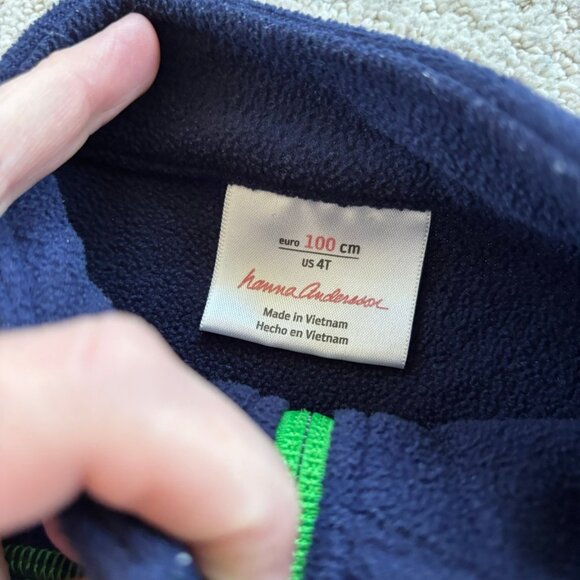 euro 100 cm
US 4T
hanna Andersson
Made in Vietnam
Hecho en Vietnam